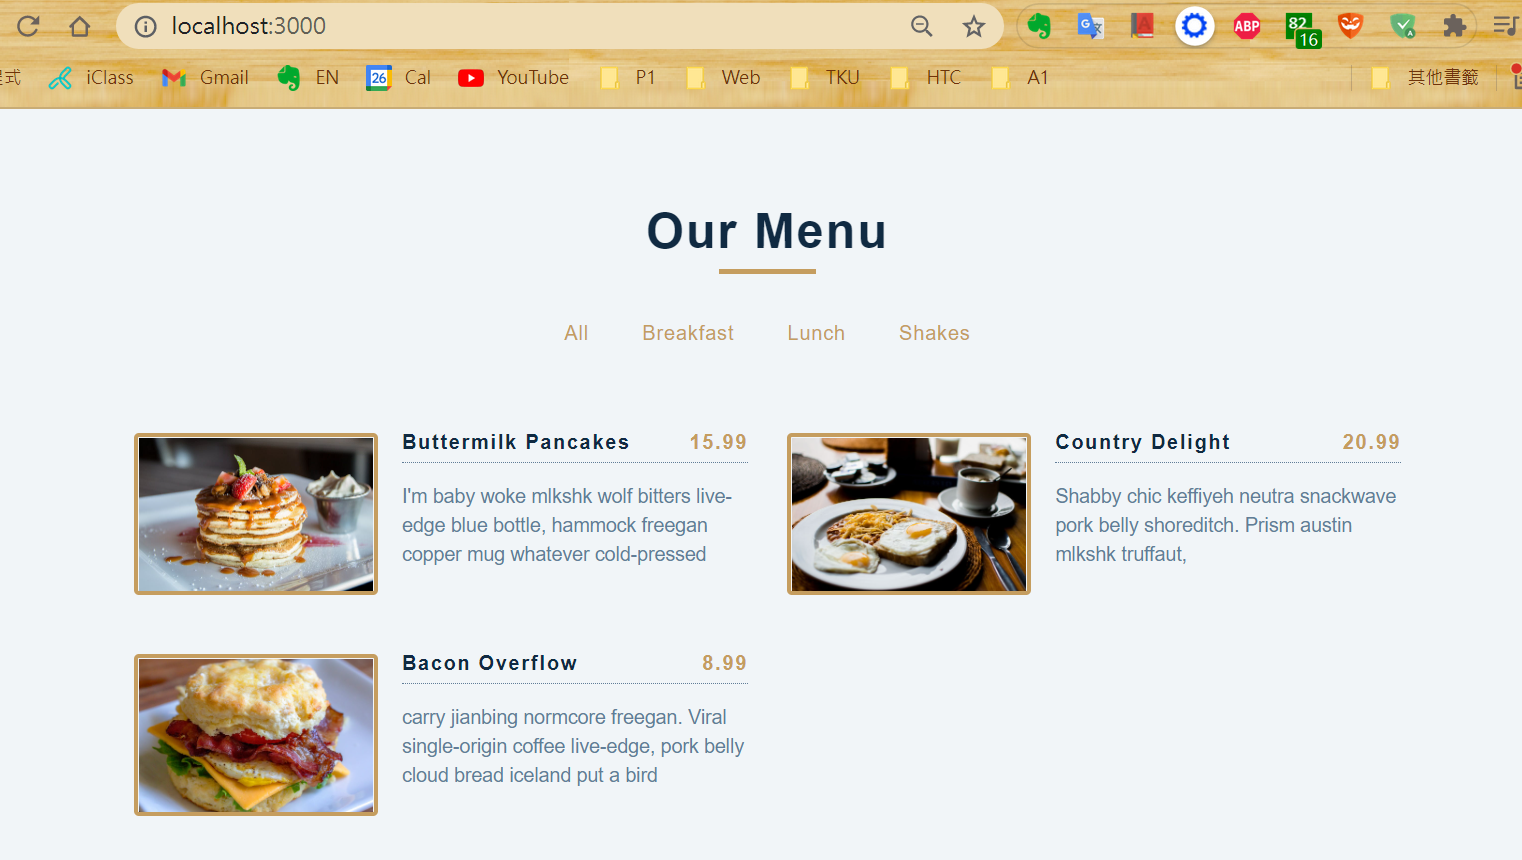 localhost:3000
ABP
82
16
程式
iClass
Gmail
EN
26
Cal
YouTube
P1
Web
TKU
HTC
A1
其他書籤
Our Menu
All Breakfast Lunch Shakes
Buttermilk Pancakes 15.99
I'm baby woke mlkshk wolf bitters live-
edge blue bottle, hammock freegan
copper mug whatever cold-pressed
Country Delight 20.99
Shabby chic keffiyeh neutra snackwave
pork belly shoreditch. Prism austin
mlkshk truffaut,
Bacon Overflow 8.99
carry jianbing normcore freegan. Viral
single-origin coffee live-edge, pork belly
cloud bread iceland put a bird